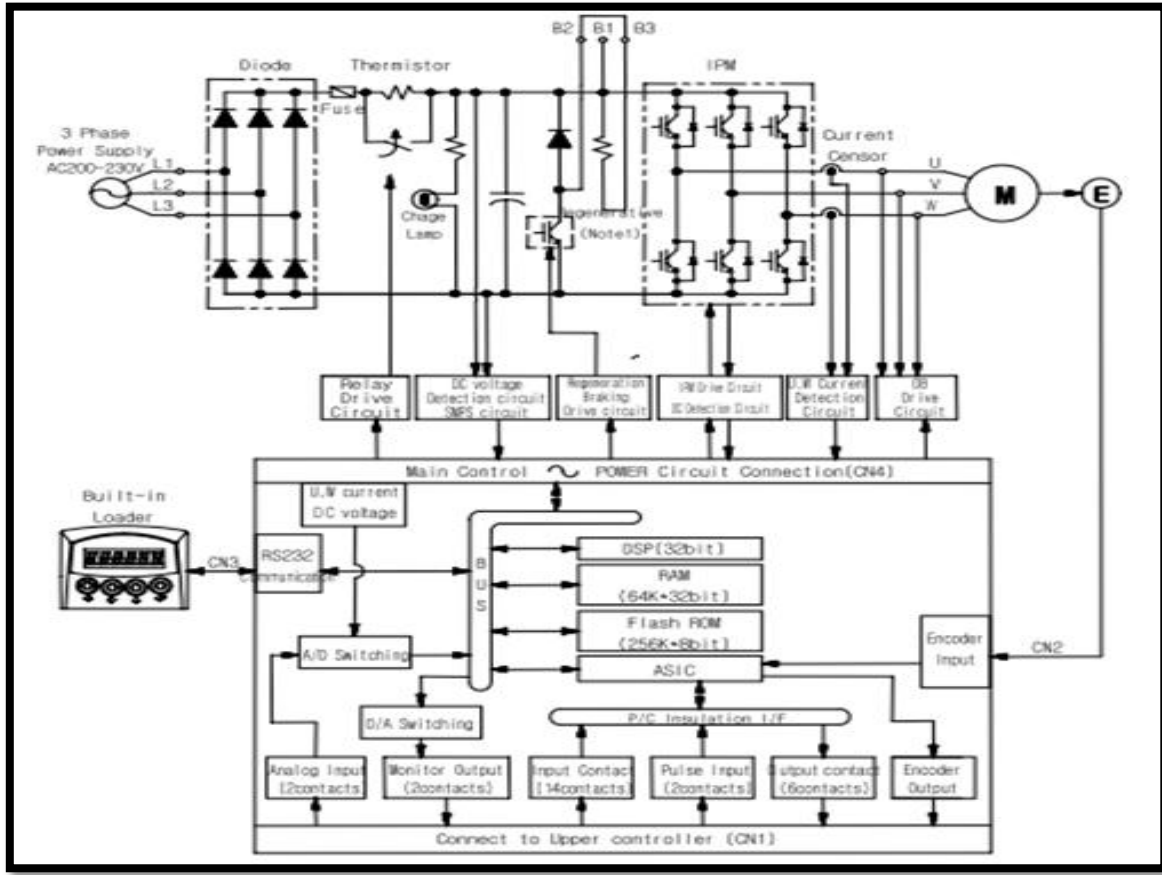 B2 B1 B3
Diode
Thermistor
IPM
Fuse
3 Phase
Power Supply
AC200-230V
L1
L2
L3
Current
Censor
U
V
W
M
E
Chage
Lamp
Regenerative
(Note1)
Relay
Drive
Circuit
DC voltage
Detection circuit
SMPS circuit
Regeneration
Braking
Drive circuit
IPM Drive Circuit
Detection Circuit
U,W Current
Detection
Circuit
DB
Drive
Circuit
Main Control ~ POWER Circuit Connection(CN4)
Built-in
Loader
CN3
RS232
Communication
U,W current
DC voltage
BUS
DSP(32bit)
RAM
(64K*32bit)
Flash ROM
(256K*8bit)
ASIC
Encoder
Input
CN2
A/D Switching
D/A Switching
P/C Insulation I/F
Analog Input
(2contacts)
Monitor Output
(2contacts)
Input Contact
(14contacts)
Pulse Input
(2contacts)
Output contact
(6contacts)
Encoder
Output
Connect to Upper controller (CN1)